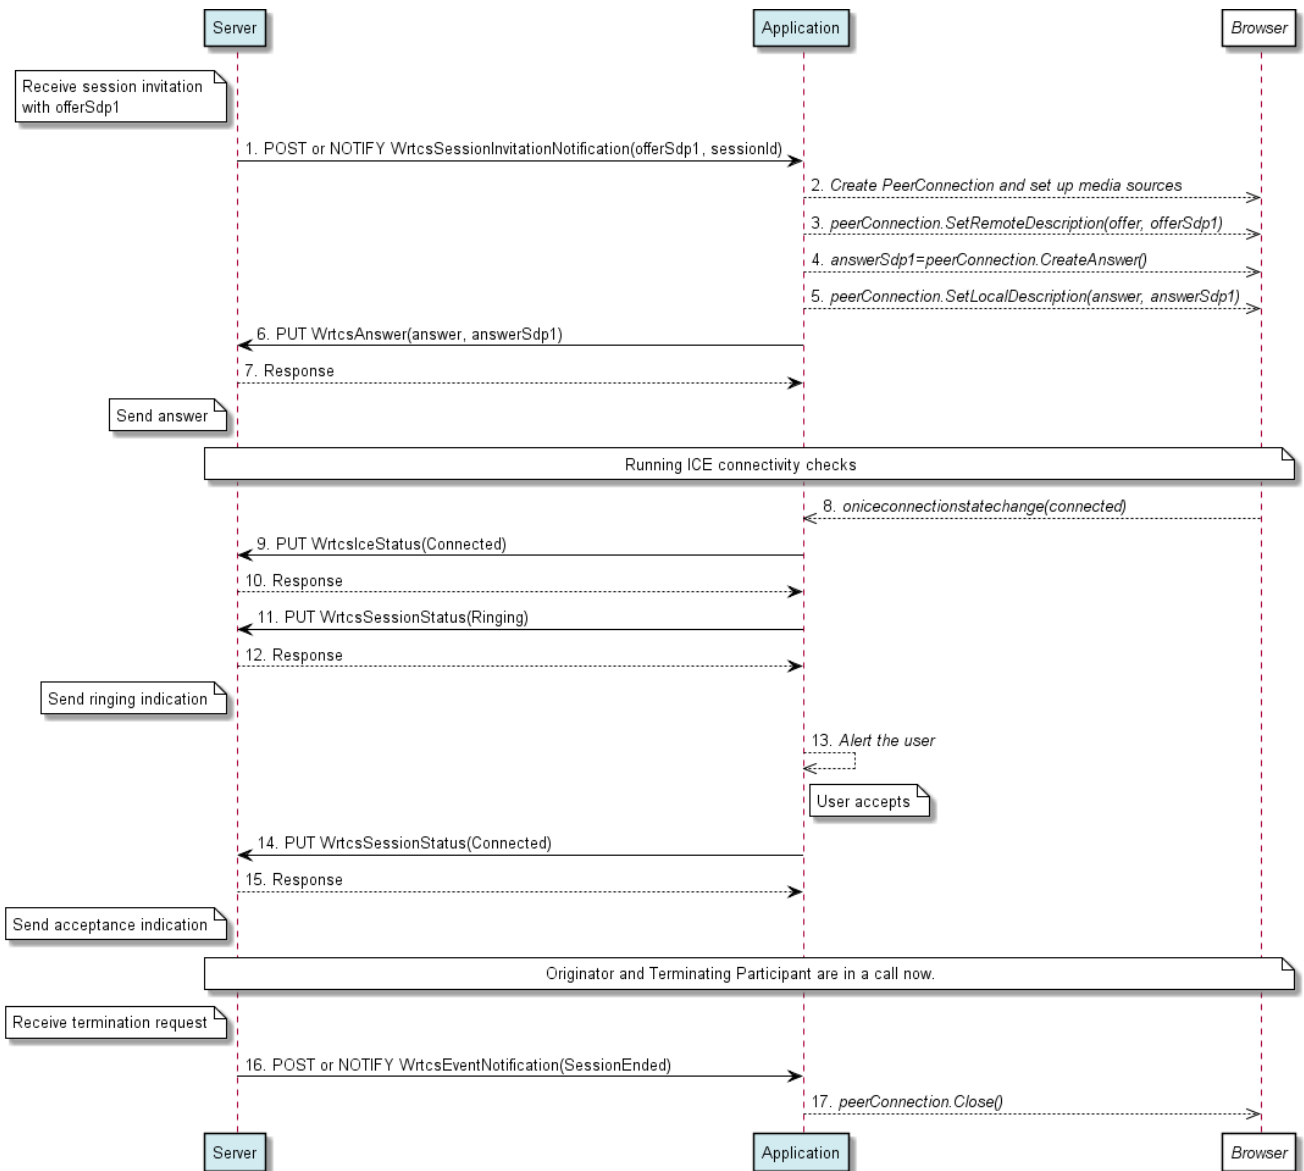 Server
Application
Browser
Receive session invitation
with offerSdp1
1. POST or NOTIFY WrtcsSessionInvitationNotification(offerSdp1, sessionId)
2. Create PeerConnection and set up media sources
3. peerConnection.SetRemoteDescription(offer, offerSdp1)
4. answerSdp1=peerConnection.CreateAnswer()
5. peerConnection.SetLocalDescription(answer, answerSdp1)
6. PUT WrtcsAnswer(answer, answerSdp1)
7. Response
Send answer
Running ICE connectivity checks
8. oniceconnectionstatechange(connected)
9. PUT WrtcsIceStatus(Connected)
10. Response
11. PUT WrtcsSessionStatus(Ringing)
12. Response
Send ringing indication
13. Alert the user
User accepts
14. PUT WrtcsSessionStatus(Connected)
15. Response
Send acceptance indication
Originator and Terminating Participant are in a call now.
Receive termination request
16. POST or NOTIFY WrtcsEventNotification(SessionEnded)
17. peerConnection.Close()
Server
Application
Browser